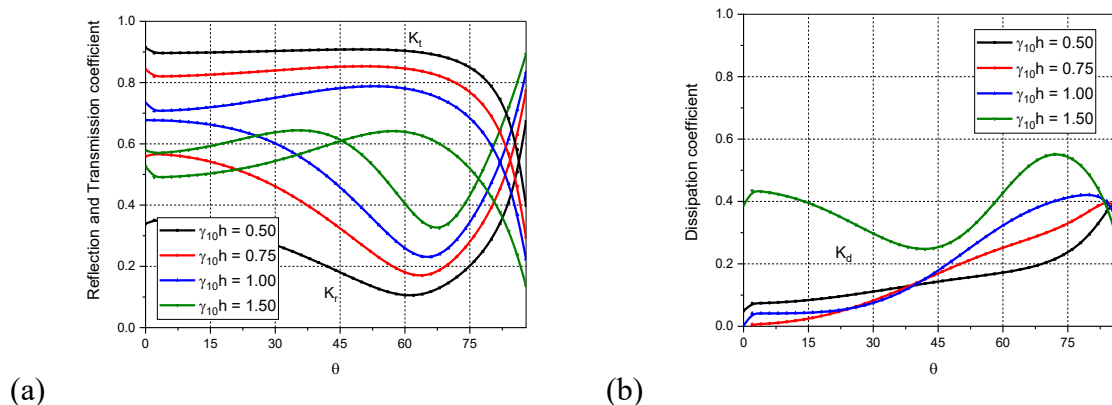 Reflection and Transmission coefficient
1.0
0.8
0.6
0.4
0.2
0.0
K_t
K_r
γ₁₀h = 0.50
γ₁₀h = 0.75
γ₁₀h = 1.00
γ₁₀h = 1.50
0 15 30 45 60 75
θ
(a)
Dissipation coefficient
1.0
0.8
0.6
0.4
0.2
0.0
γ₁₀h = 0.50
γ₁₀h = 0.75
γ₁₀h = 1.00
γ₁₀h = 1.50
K_d
0 15 30 45 60 75
θ
(b)